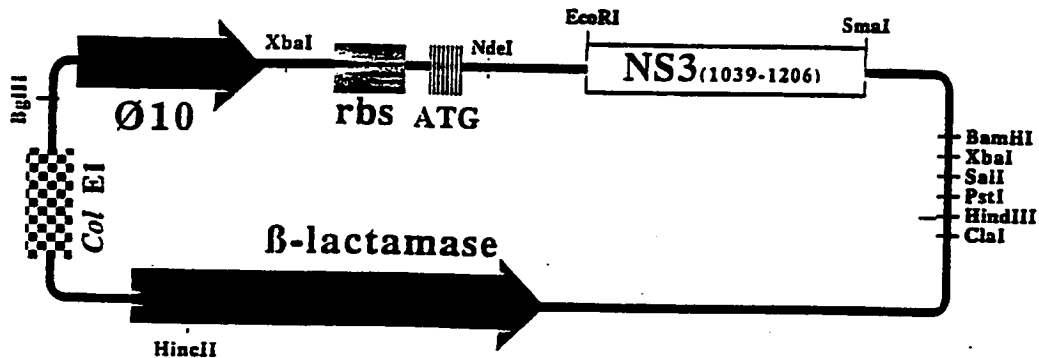 EcoRI
SmaI
XbaI
NdeI
NS3(1039-1206)
BglII
Ø10
rbs
ATG
BamHI
XbaI
SalI
PstI
HindIII
ClaI
Col E1
ß-lactamase
HincII